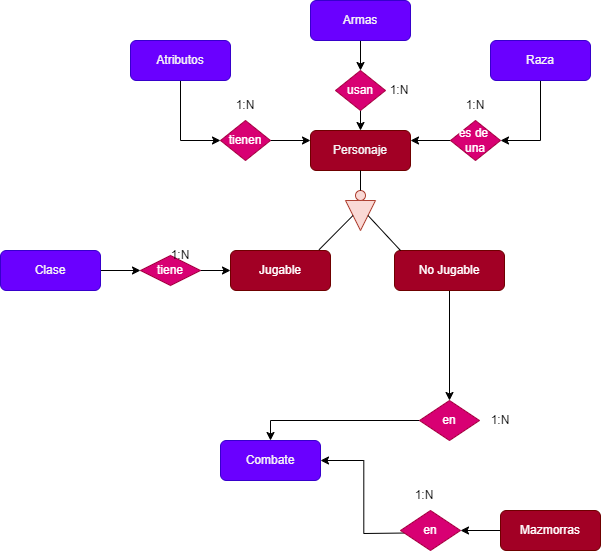 Armas
Atributos
Raza
usan
1:N
1:N
1:N
tienen
es de
una
Personaje
1:N
Clase
tiene
Jugable
No Jugable
en
1:N
Combate
1:N
en
Mazmorras